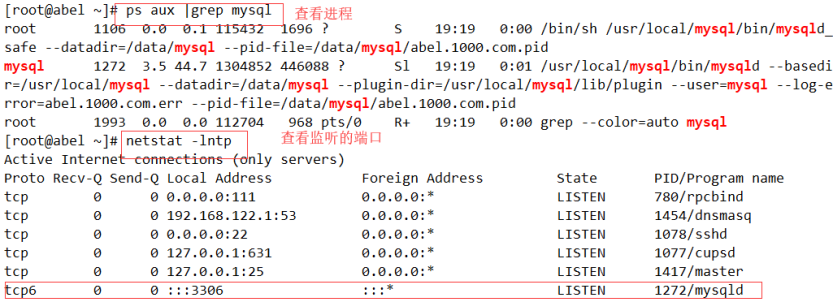 [root@abel ~]# ps aux |grep mysql 查看进程
root 1106 0.0 0.1 115432 1696 ? S 19:19 0:00 /bin/sh /usr/local/mysql/bin/mysqld_
safe --datadir=/data/mysql --pid-file=/data/mysql/abel.1000.com.pid
mysql 1272 3.5 44.7 1304852 446088 ? Sl 19:19 0:01 /usr/local/mysql/bin/mysqld --basedi
r=/usr/local/mysql --datadir=/data/mysql --plugin-dir=/usr/local/mysql/lib/plugin --user=mysql --log-e
rror=abel.1000.com.err --pid-file=/data/mysql/abel.1000.com.pid
root 1993 0.0 0.0 112704 968 pts/0 R+ 19:19 0:00 grep --color=auto mysql
[root@abel ~]# netstat -lntp 查看监听的端口
Active Internet connections (only servers)
Proto Recv-Q Send-Q Local Address Foreign Address State PID/Program name
tcp 0 0 0.0.0.0:111 0.0.0.0:* LISTEN 780/rpcbind
tcp 0 0 192.168.122.1:53 0.0.0.0:* LISTEN 1454/dnsmasq
tcp 0 0 0.0.0.0:22 0.0.0.0:* LISTEN 1078/sshd
tcp 0 0 127.0.0.1:631 0.0.0.0:* LISTEN 1077/cupsd
tcp 0 0 127.0.0.1:25 0.0.0.0:* LISTEN 1417/master
tcp6 0 0 :::3306 :::* LISTEN 1272/mysqld